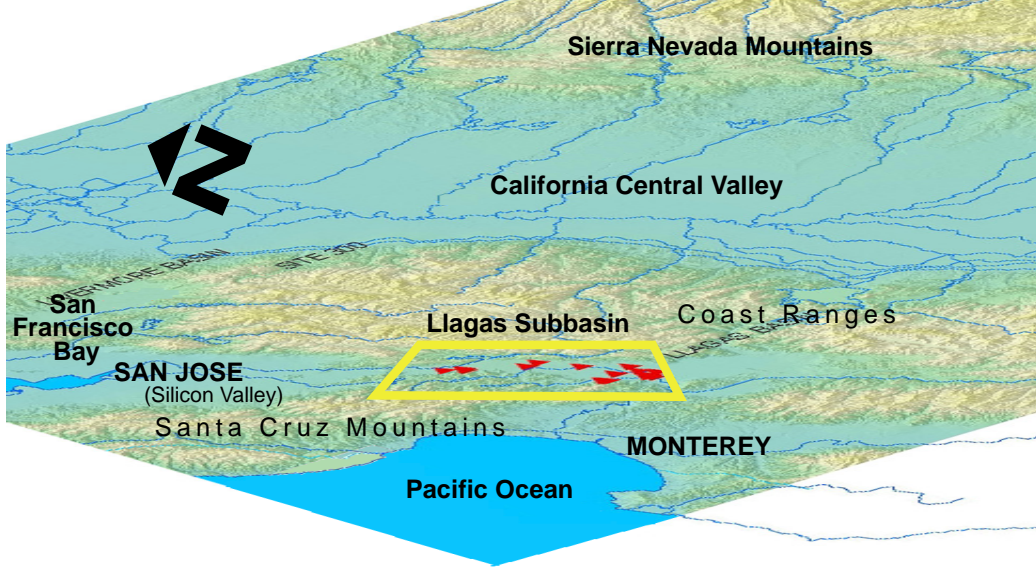 Sierra Nevada Mountains
N
California Central Valley
LIVERMORE BASIN
SITE 300
San
Francisco
Bay
Llagas Subbasin
Coast Ranges
LLAGAS
SAN JOSE
(Silicon Valley)
Santa Cruz Mountains
MONTEREY
Pacific Ocean